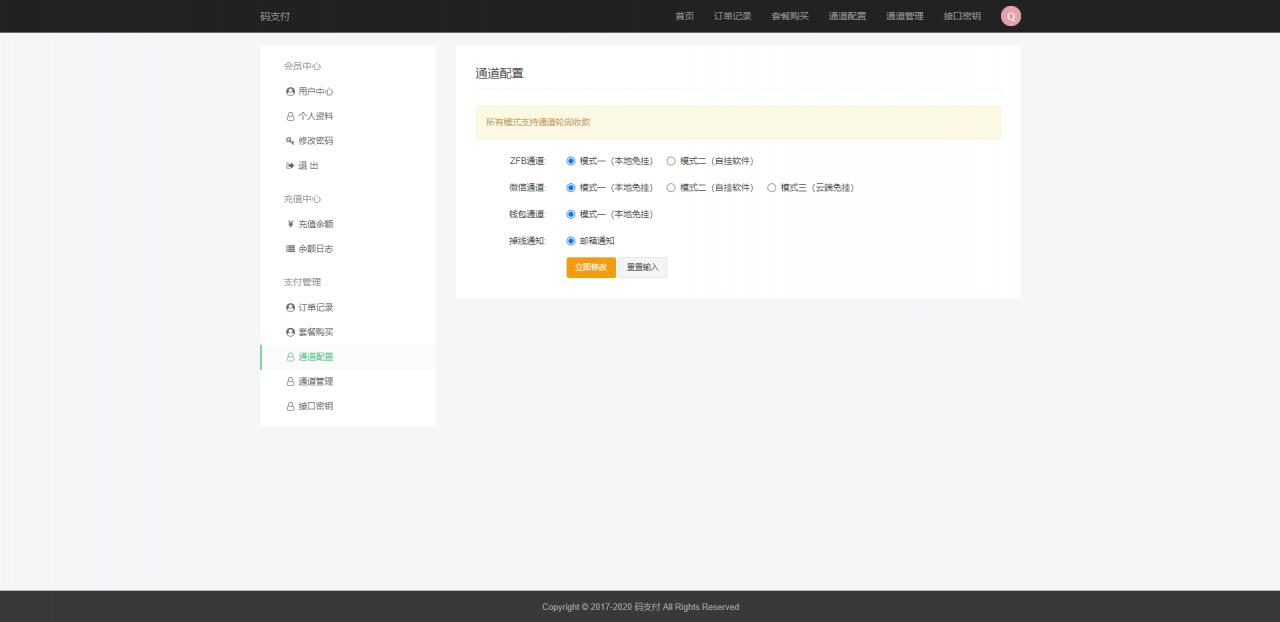 码支付
首页 订单记录 套餐购买 通道配置 通道管理 接口密钥 Q
会员中心
用户中心
个人资料
修改密码
退 出
充值中心
¥ 充值余额
余额日志
支付管理
订单记录
套餐购买
通道配置
通道管理
接口密钥
通道配置
所有模式支持通道轮询收款
ZFB通道: 模式一（本地免挂） 模式二（自挂软件）
微信通道: 模式一（本地免挂） 模式二（自挂软件） 模式三（云端免挂）
钱包通道: 模式一（本地免挂）
掉线通知: 邮箱通知
立即修改 重置输入
Copyright © 2017-2020 码支付 All Rights Reserved